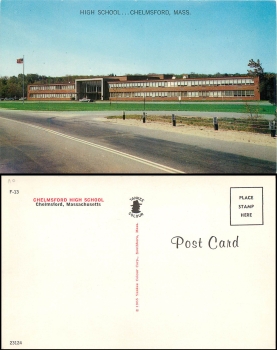 HIGH SCHOOL... CHELMSFORD, MASS.
F-13
CHELMSFORD HIGH SCHOOL
Chelmsford, Massachusetts
PLACE
STAMP
HERE
Post Card
23124